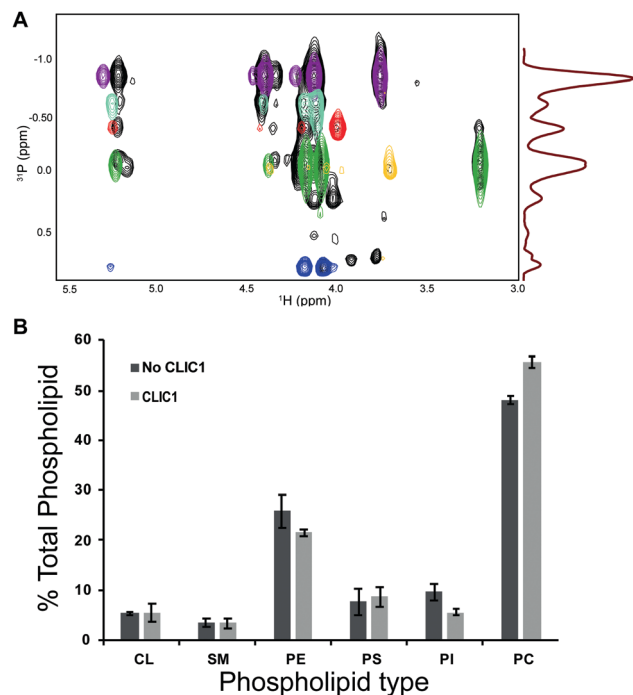 A
-1.0
-0.50
0.0
0.5
³¹P (ppm)
5.5 5.0 4.5 4.0 3.5 3.0
¹H (ppm)
B
60
50
40
30
20
10
0
% Total Phospholipid
No CLIC1
CLIC1
CL SM PE PS PI PC
Phospholipid type